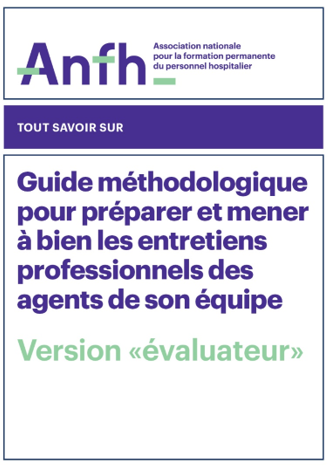 Anfh
Association nationale
pour la formation permanente
du personnel hospitalier
TOUT SAVOIR SUR
Guide méthodologique
pour préparer et mener
à bien les entretiens
professionnels des
agents de son équipe
Version «évaluateur»